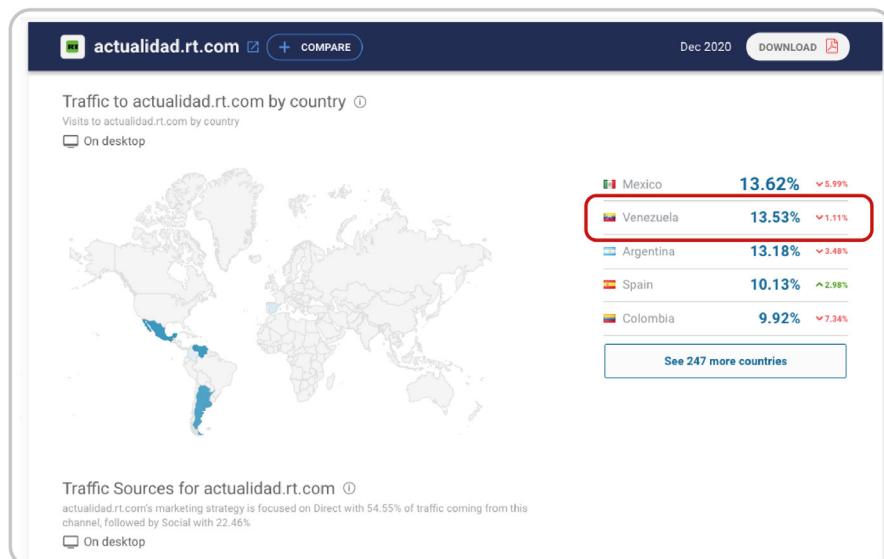 RT actualidad.rt.com + COMPARE Dec 2020 DOWNLOAD
Traffic to actualidad.rt.com by country
Visits to actualidad.rt.com by country
On desktop
Mexico 13.62% 5.99%
Venezuela 13.53% 1.11%
Argentina 13.18% 3.48%
Spain 10.13% 2.98%
Colombia 9.92% 7.34%
See 247 more countries
Traffic Sources for actualidad.rt.com
actualidad.rt.com's marketing strategy is focused on Direct with 54.55% of traffic coming from this
channel, followed by Social with 22.46%
On desktop